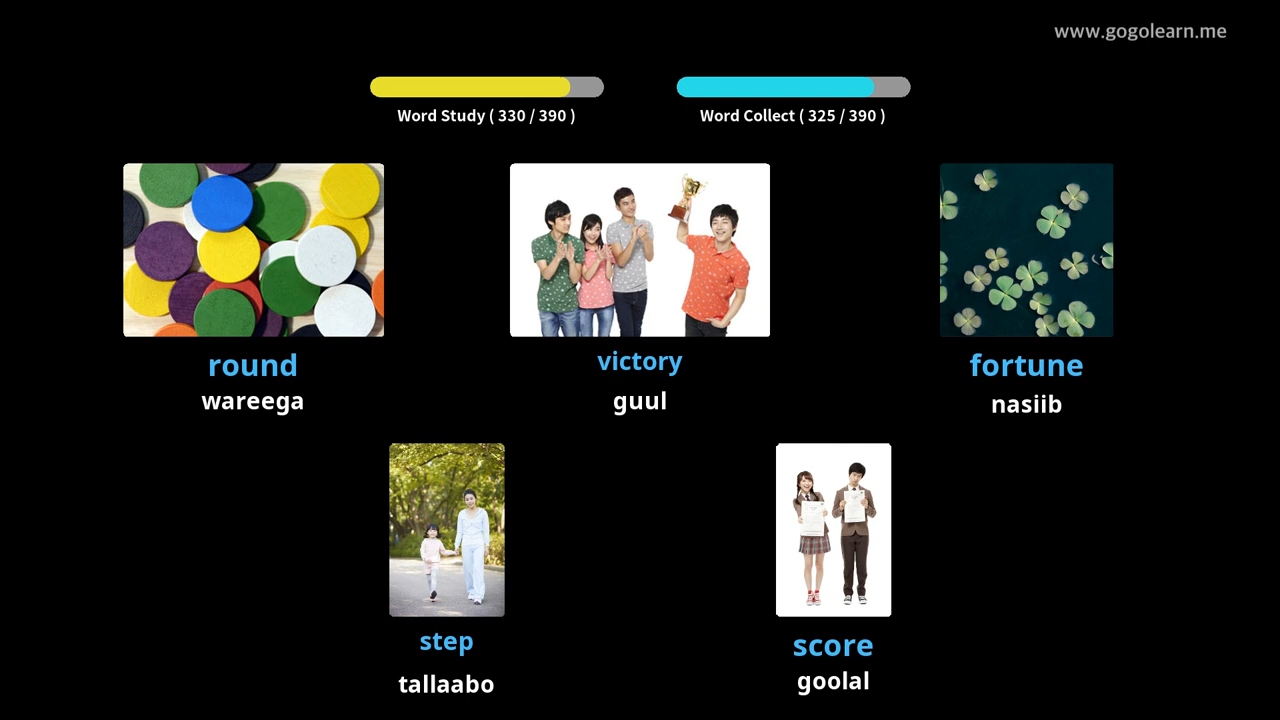 www.gogolearn.me
Word Study ( 330 / 390 )
Word Collect ( 325 / 390 )
round
wareega
victory
guul
fortune
nasiib
step
tallaabo
score
goolal